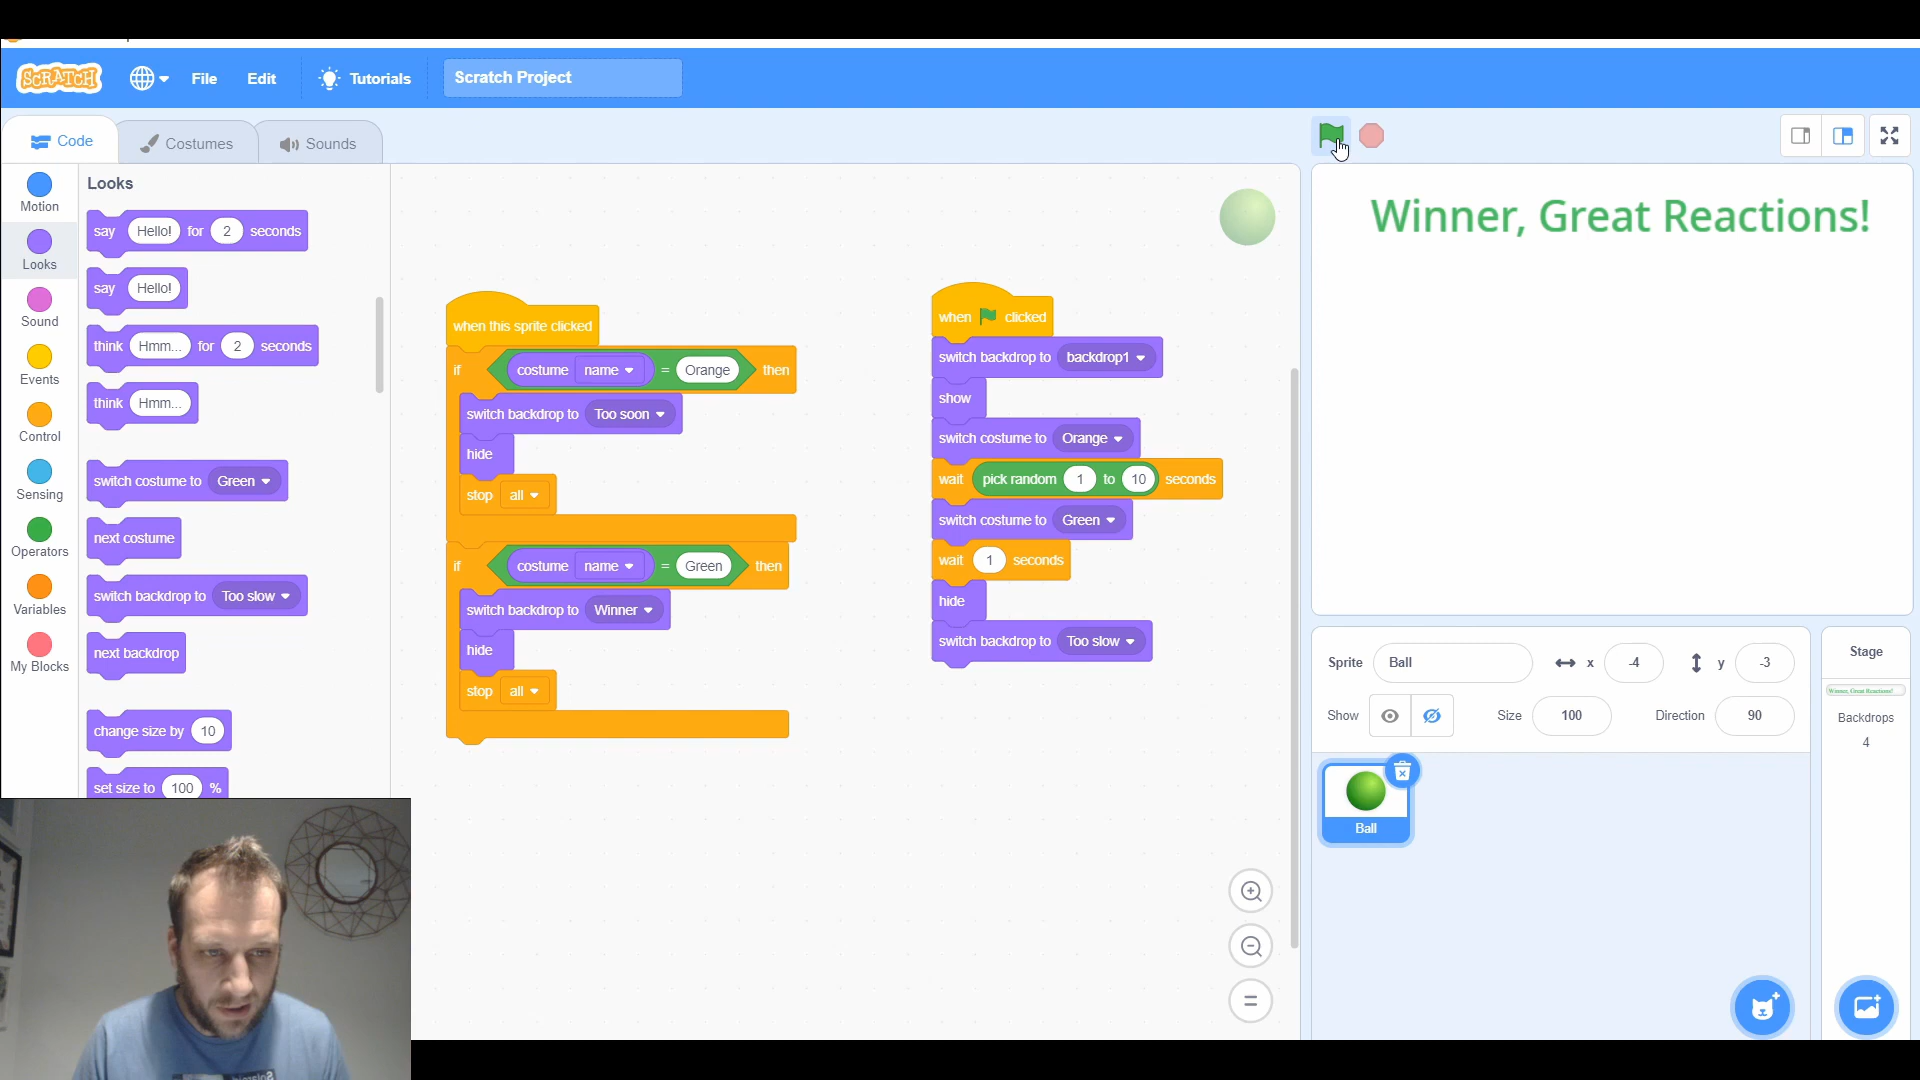 SCRATCH File Edit Tutorials Scratch Project
Code Costumes Sounds
Motion
Looks
Sound
Events
Control
Sensing
Operators
Variables
My Blocks
Looks
say Hello! for 2 seconds
say Hello!
think Hmm... for 2 seconds
think Hmm...
switch costume to Green
next costume
switch backdrop to Too slow
next backdrop
change size by 10
set size to 100 %
when this sprite clicked
if costume name = Orange then
switch backdrop to Too soon
hide
stop all
if costume name = Green then
switch backdrop to Winner
hide
stop all
when clicked
switch backdrop to backdrop1
show
switch costume to Orange
wait pick random 1 to 10 seconds
switch costume to Green
wait 1 seconds
hide
switch backdrop to Too slow
Winner, Great Reactions!
Sprite Ball x -4 y -3
Show Size 100 Direction 90
Ball
Stage
Winner, Great Reactions!
Backdrops
4